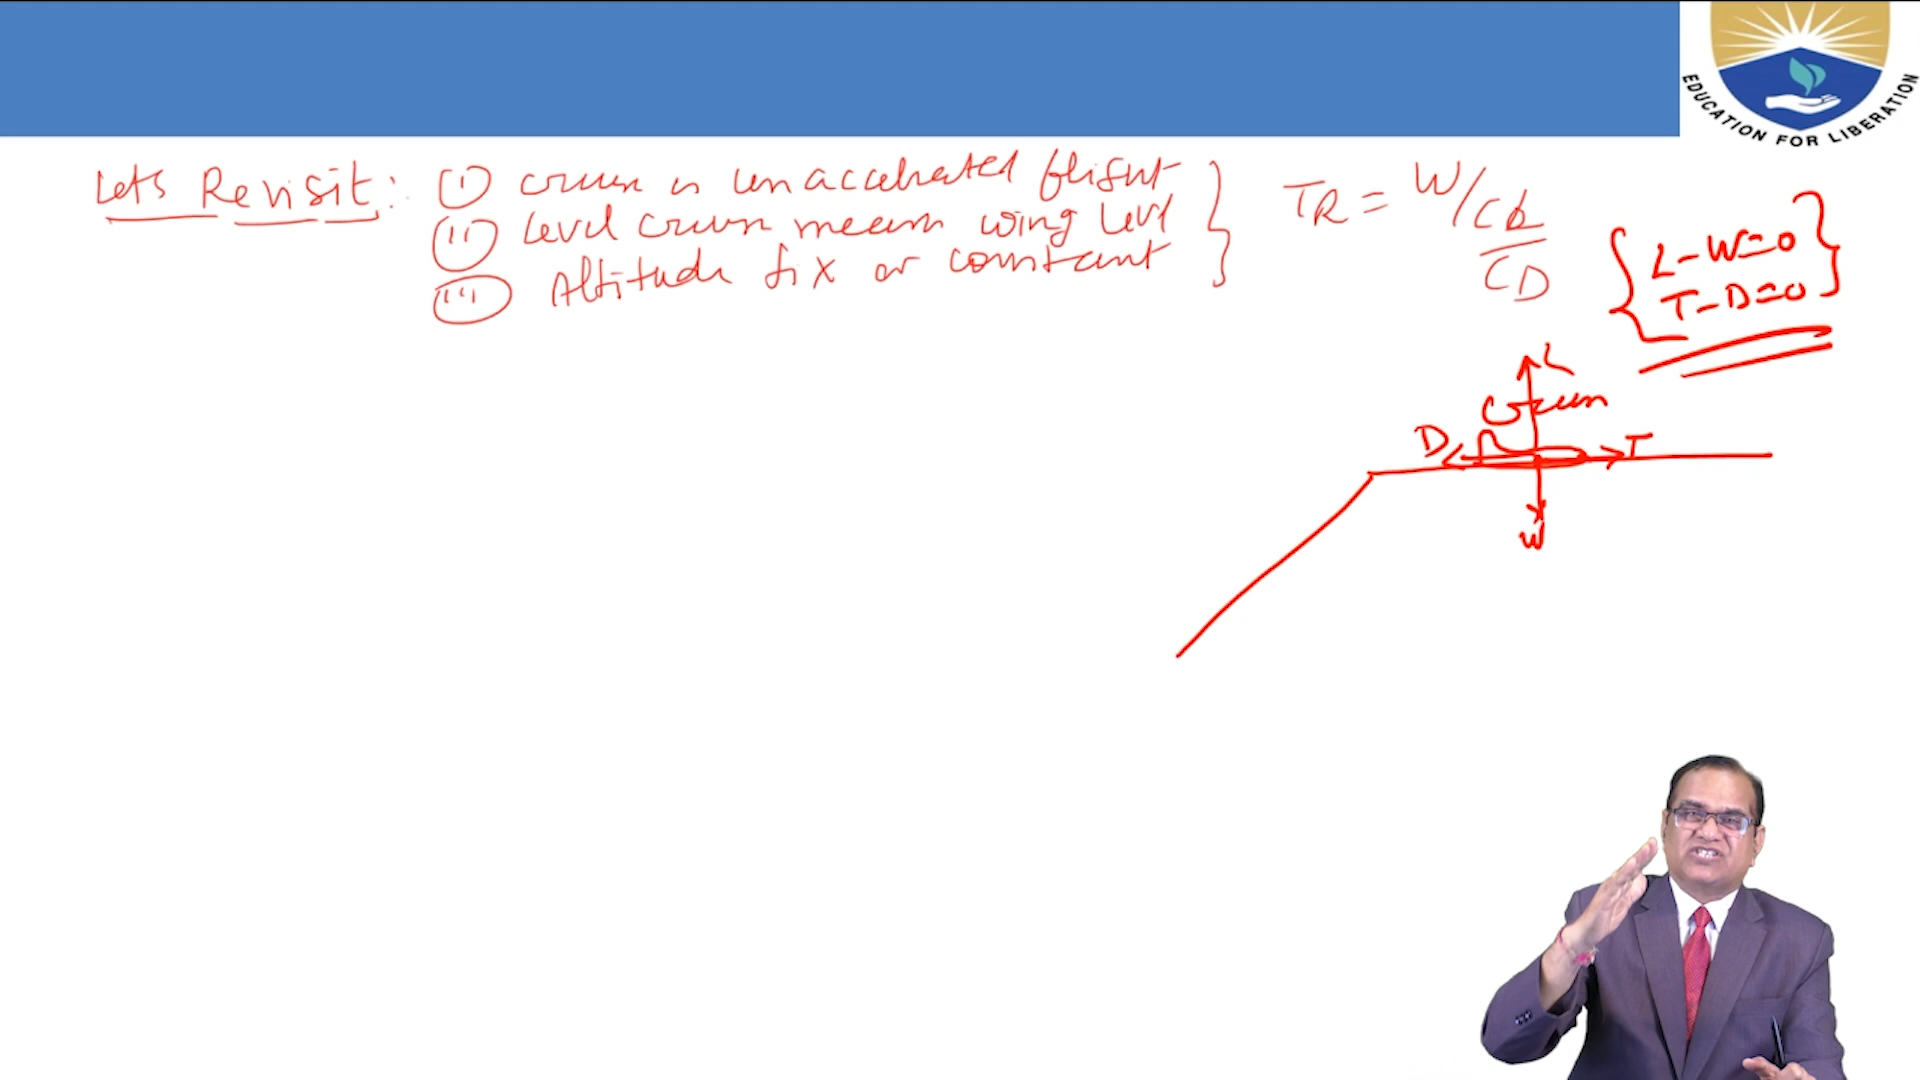 Lets Revisit: (i) cruise is unaccelerated flight
(ii) Level cruise means wing level
(iii) Altitude fix or constant
TR = W/CL/CD
L-W=0
T-D=0
L
Cruise
D
T
W
EDUCATION FOR LIBERATION